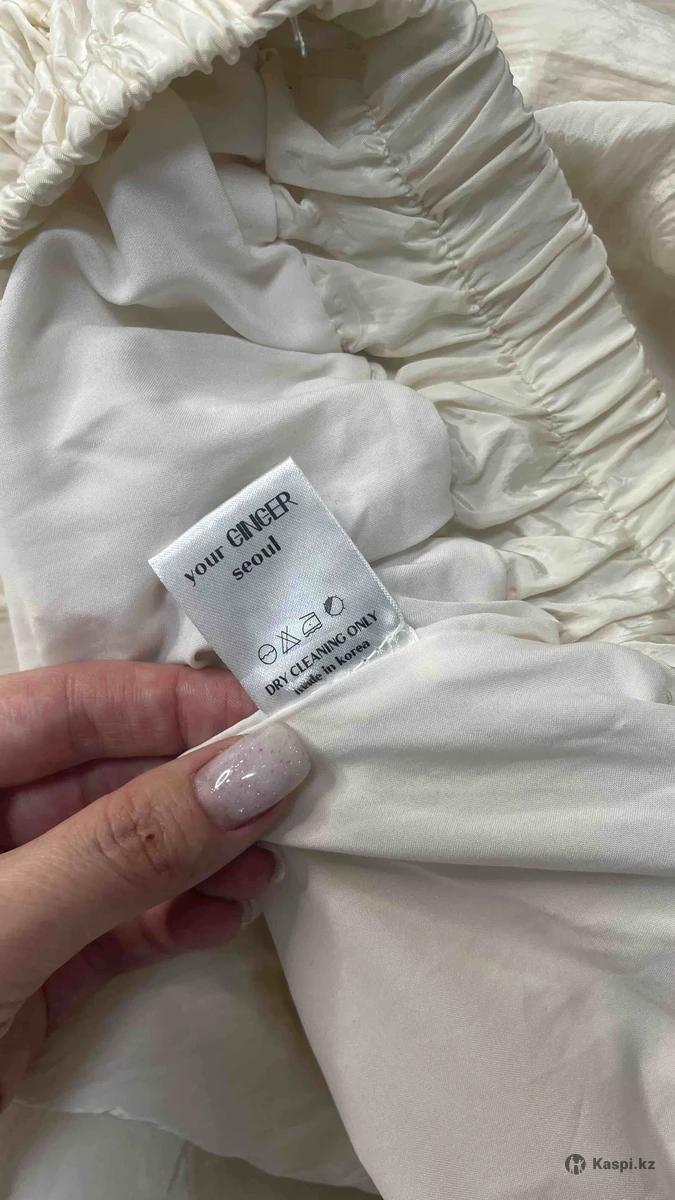 your GINGER
seoul
DRY CLEANING ONLY
made in korea
Kaspi.kz